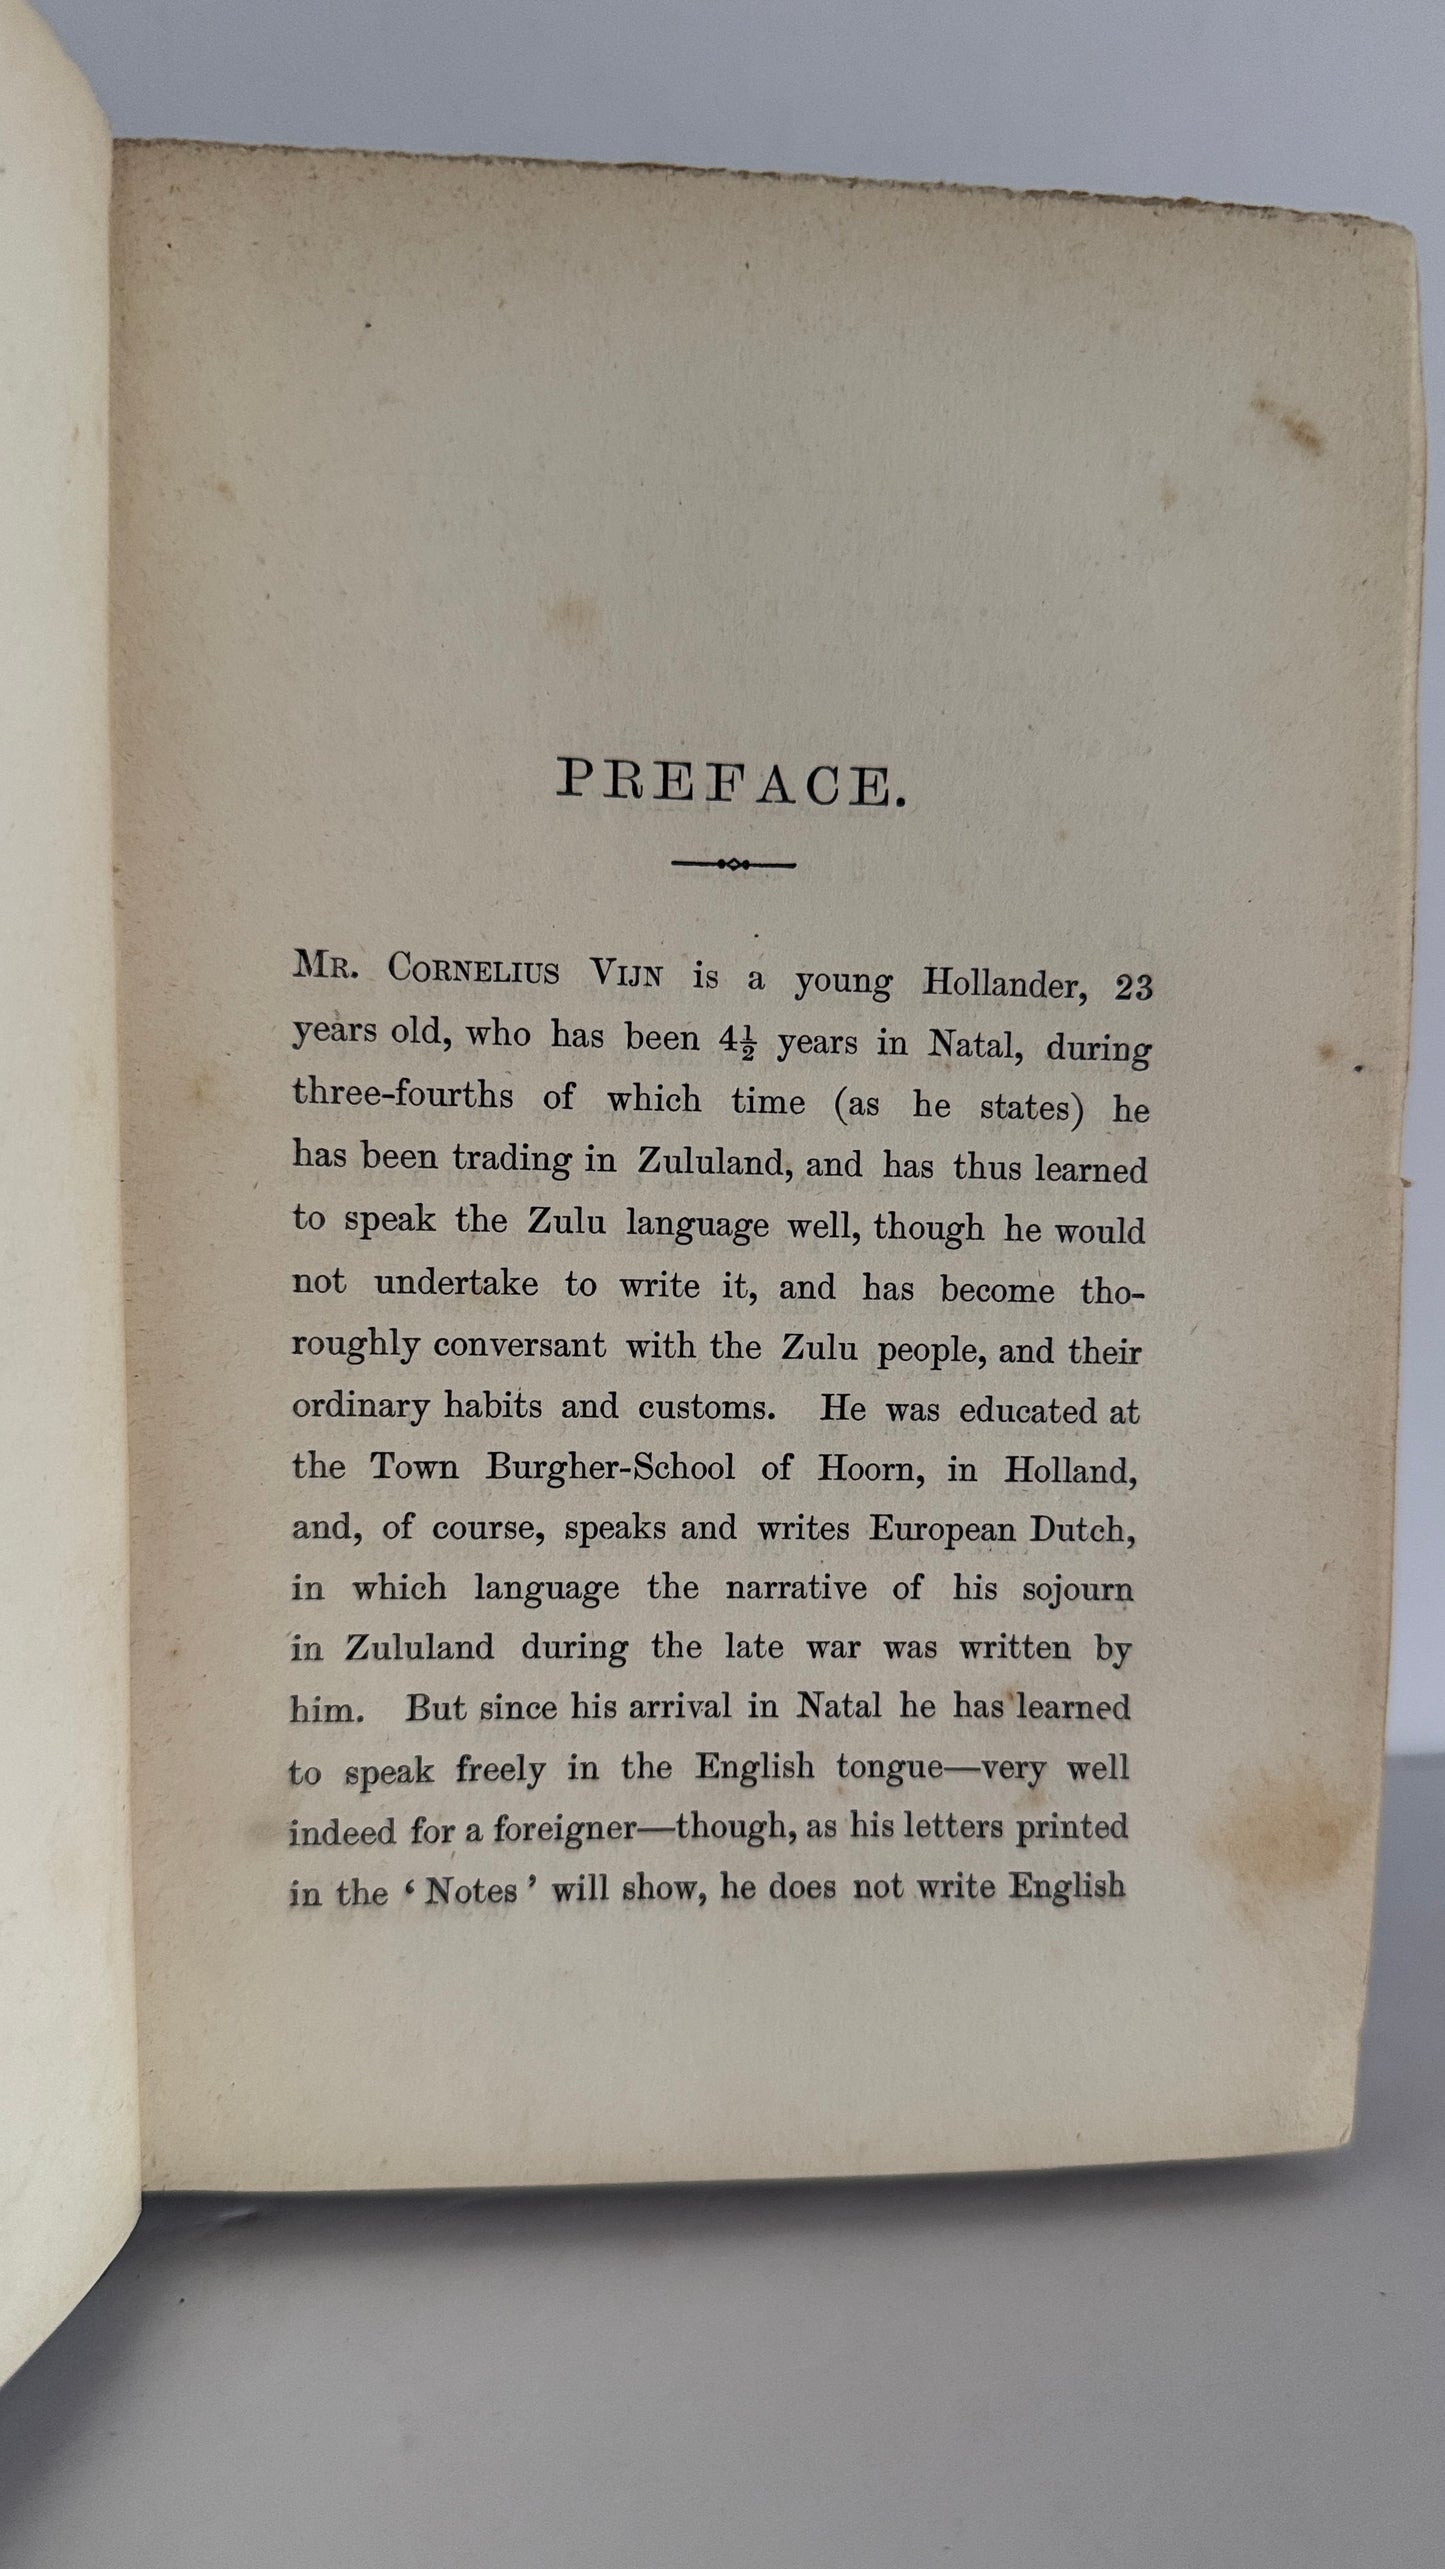 PREFACE.
MR. CORNELIUS VIJN is a young Hollander, 23
years old, who has been 4½ years in Natal, during
three-fourths of which time (as he states) he
has been trading in Zululand, and has thus learned
to speak the Zulu language well, though he would
not undertake to write it, and has become tho-
roughly conversant with the Zulu people, and their
ordinary habits and customs. He was educated at
the Town Burgher-School of Hoorn, in Holland,
and, of course, speaks and writes European Dutch,
in which language the narrative of his sojourn
in Zululand during the late war was written by
him. But since his arrival in Natal he has learned
to speak freely in the English tongue—very well
indeed for a foreigner—though, as his letters printed
in the ‘ Notes ’ will show, he does not write English